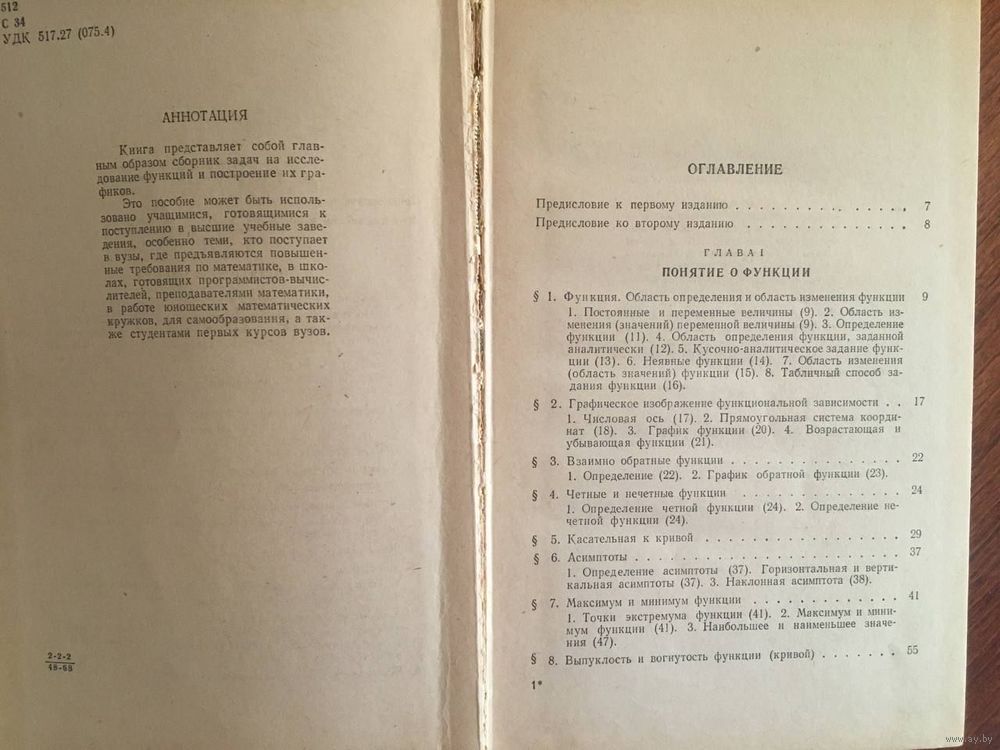 512
С 34
УДК 517.27 (075.4)
АННОТАЦИЯ
Книга представляет собой глав-
ным образом сборник задач на иссле-
дование функций и построение их гра-
фиков.
Это пособие может быть исполь-
зовано учащимися, готовящимися к
поступлению в высшие учебные заве-
дения, особенно теми, кто поступает
в вузы, где предъявляются повышен-
ные требования по математике, в шко-
лах, готовящих программистов-вычис-
лителей, преподавателями математики,
в работе юношеских математических
кружков, для самообразования, а так-
же студентами первых курсов вузов.
2-2-2
48-68
ОГЛАВЛЕНИЕ
Предисловие к первому изданию . . . . . . . . . . . . . 7
Предисловие ко второму изданию . . . . . . . . . . . . . 8
ГЛАВА I
ПОНЯТИЕ О ФУНКЦИИ
§ 1. Функция. Область определения и область изменения функции 9
1. Постоянные и переменные величины (9). 2. Область из-
менения (значений) переменной величины (9). 3. Определение
функции (11). 4. Область определения функции, заданной
аналитически (12). 5. Кусочно-аналитическое задание функ-
ции (13). 6. Неявные функции (14). 7. Область изменения
(область значений) функции (15). 8. Табличный способ за-
дания функции (16).
§ 2. Графическое изображение функциональной зависимости . . 17
1. Числовая ось (17). 2. Прямоугольная система коорди-
нат (18). 3. График функции (20). 4. Возрастающая и
убывающая функции (21).
§ 3. Взаимно обратные функции . . . . . . . . . . . . . . 22
1. Определение (22). 2. График обратной функции (23).
§ 4. Четные и нечетные функции . . . . . . . . . . . . . 24
1. Определение четной функции (24). 2. Определение не-
четной функции (24).
§ 5. Касательная к кривой . . . . . . . . . . . . . . . . 29
§ 6. Асимптоты . . . . . . . . . . . . . . . . . . . . . 37
1. Определение асимптоты (37). Горизонтальная и верти-
кальная асимптоты (37). 3. Наклонная асимптота (38).
§ 7. Максимум и минимум функции . . . . . . . . . . . . . 41
1. Точки экстремума функции (41). 2. Максимум и мини-
мум функции (41). 3. Наибольшее и наименьшее значе-
ния (47).
§ 8. Выпуклость и вогнутость функции (кривой) . . . . . . . 55
1*
www.ay.by